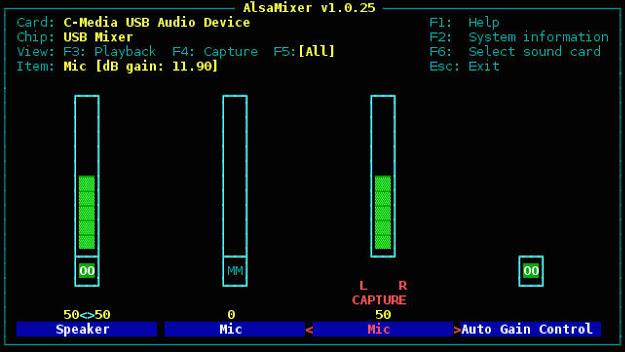 AlsaMixer v1.0.25
Card: C-Media USB Audio Device F1: Help
Chip: USB Mixer F2: System information
View: F3: Playback F4: Capture F5:[All] F6: Select sound card
Item: Mic [dB gain: 11.90] Esc: Exit
OO MM OO
L R
CAPTURE
50<>50 0 50
Speaker Mic < Mic >Auto Gain Control